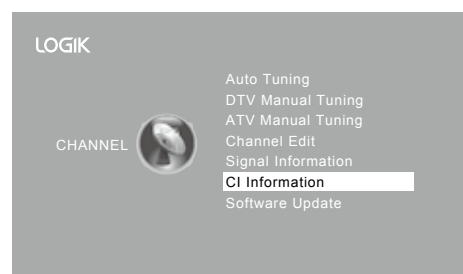 LOGIK
Auto Tuning
DTV Manual Tuning
ATV Manual Tuning
CHANNEL
Channel Edit
Signal Information
CI Information
Software Update